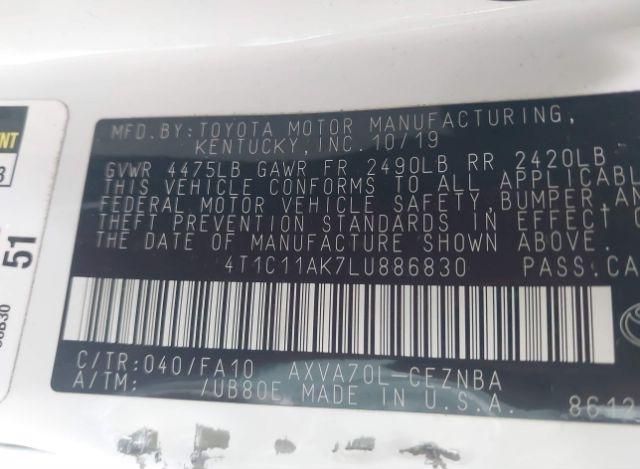 MFD.BY:TOYOTA MOTOR MANUFACTURING,
KENTUCKY,INC.10/19
GVWR 4475LB GAWR FR 2490LB RR 2420LB
THIS VEHICLE CONFORMS TO ALL APPLICABL
FEDERAL MOTOR VEHICLE SAFETY,BUMPER,AN
THEFT PREVENTION STANDARDS IN EFFECT O
THE DATE OF MANUFACTURE SHOWN ABOVE.
4T1C11AK7LU886830 PASS.CA
C/TR:040/FA10 AXVA70L-CEZNBA
A/TM: /UB80E MADE IN U.S.A. 8612
51